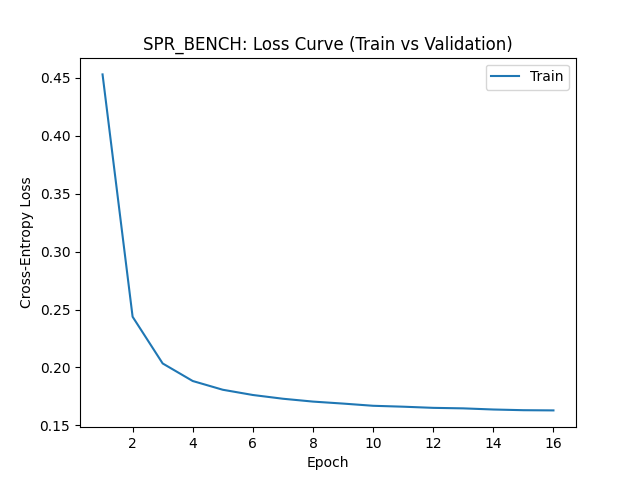 SPR_BENCH: Loss Curve (Train vs Validation)
Train
Cross-Entropy Loss
0.45
0.40
0.35
0.30
0.25
0.20
0.15
2 4 6 8 10 12 14 16
Epoch